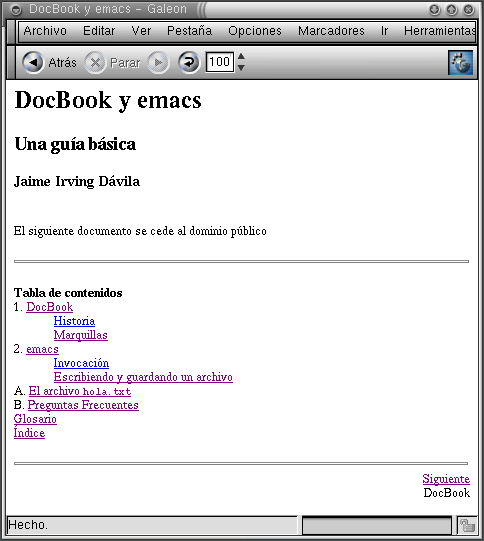 DocBook y emacs – Galeon
Archivo Editar Ver Pestaña Opciones Marcadores Ir Herramientas
Atrás Parar 100
DocBook y emacs
Una guía básica
Jaime Irving Dávila
El siguiente documento se cede al dominio público
Tabla de contenidos
1. DocBook
Historia
Marquillas
2. emacs
Invocación
Escribiendo y guardando un archivo
A. El archivo hola.txt
B. Preguntas Frecuentes
Glosario
Índice
Siguiente
DocBook
Hecho.